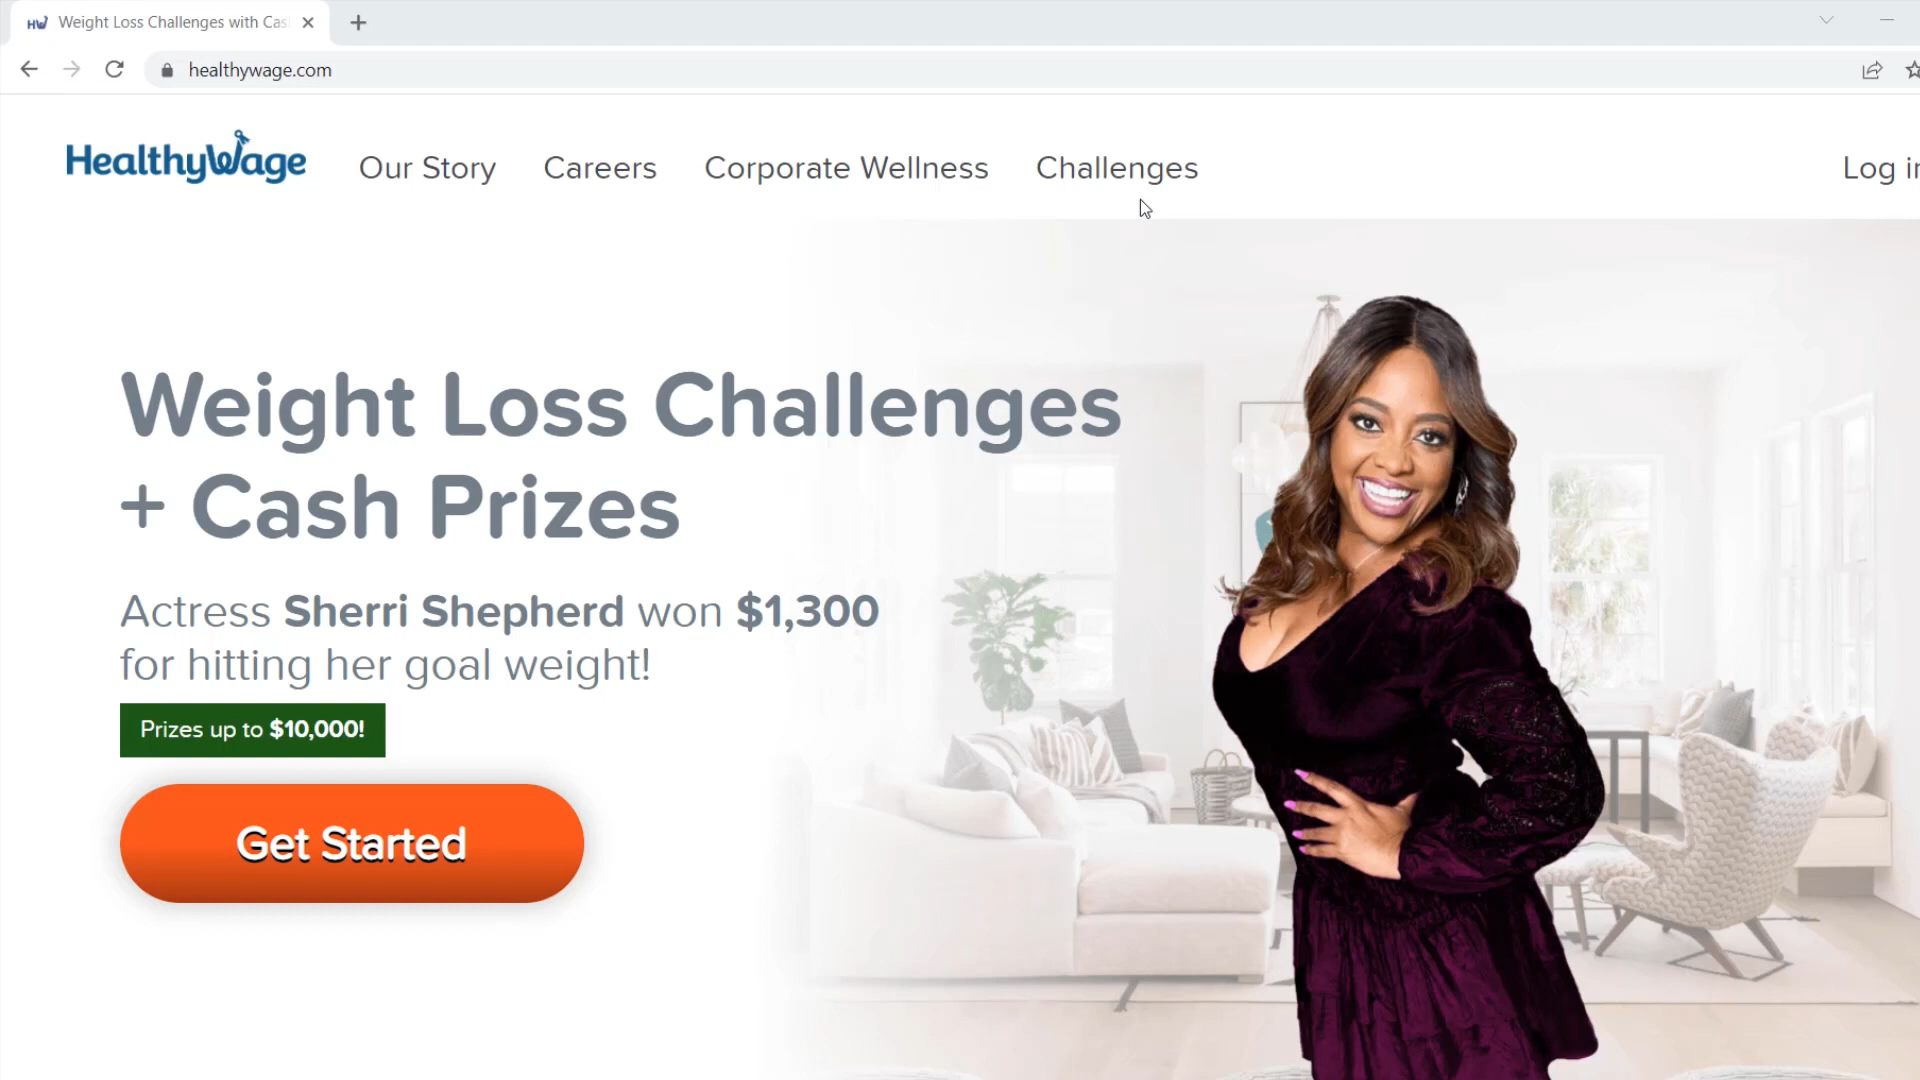 HW Weight Loss Challenges with Cas
healthywage.com
HealthyWage Our Story Careers Corporate Wellness Challenges Log in
Weight Loss Challenges
+ Cash Prizes
Actress Sherri Shepherd won $1,300
for hitting her goal weight!
Prizes up to $10,000!
Get Started